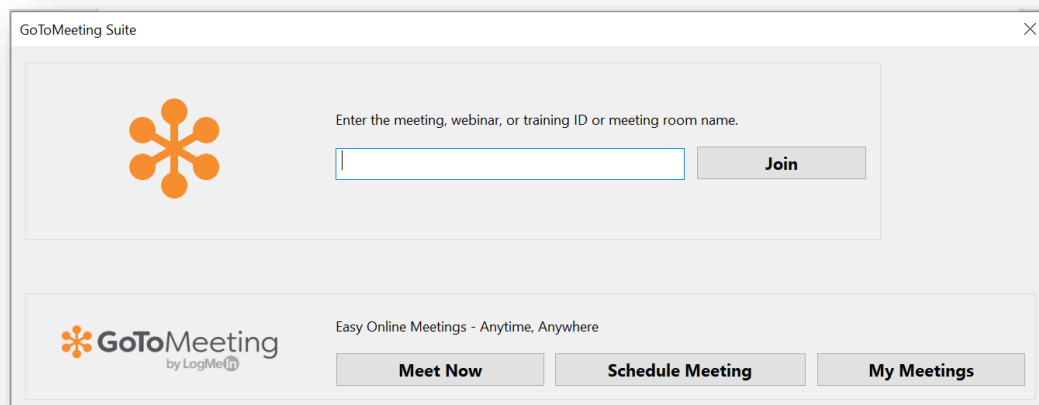 GoToMeeting Suite
Enter the meeting, webinar, or training ID or meeting room name.
Join
GoToMeeting
by LogMeIn
Easy Online Meetings - Anytime, Anywhere
Meet Now Schedule Meeting My Meetings